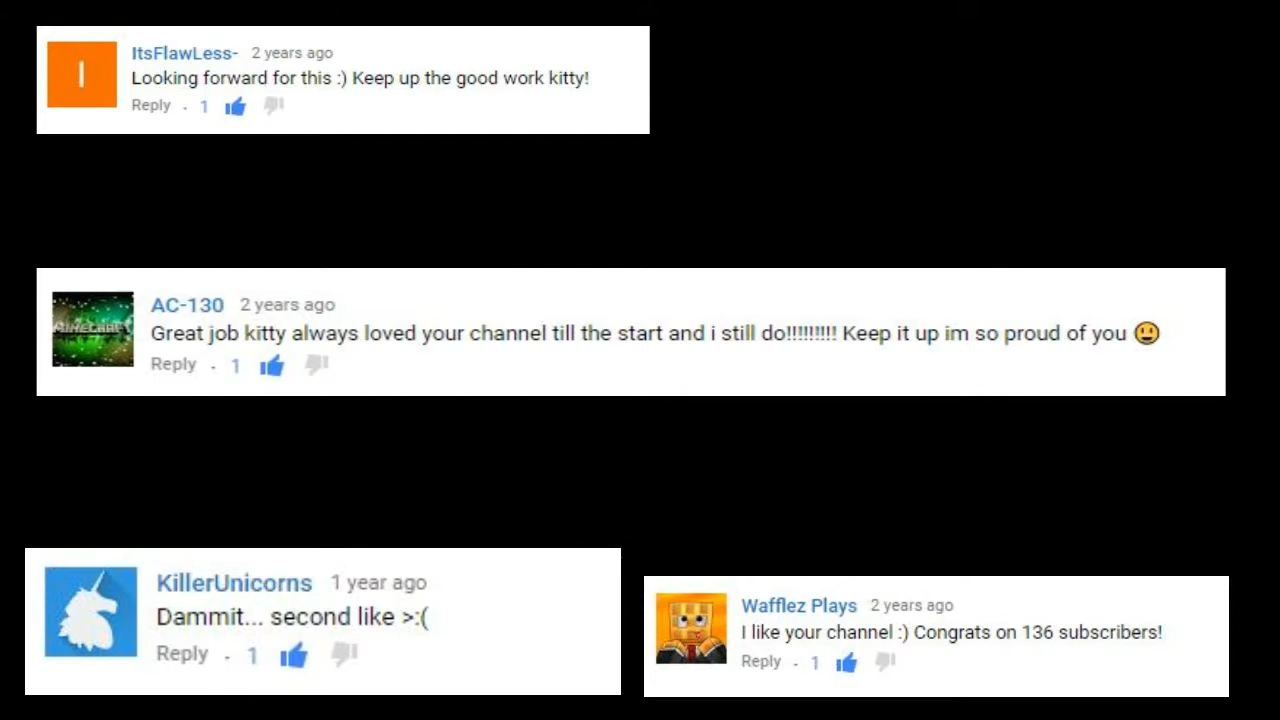 I
ItsFlawLess- 2 years ago
Looking forward for this :) Keep up the good work kitty!
Reply · 1
MINECRAFT
AC-130 2 years ago
Great job kitty always loved your channel till the start and i still do!!!!!!!!! Keep it up im so proud of you 😃
Reply · 1
KillerUnicorns 1 year ago
Dammit... second like >:(
Reply · 1
Wafflez Plays 2 years ago
I like your channel :) Congrats on 136 subscribers!
Reply · 1